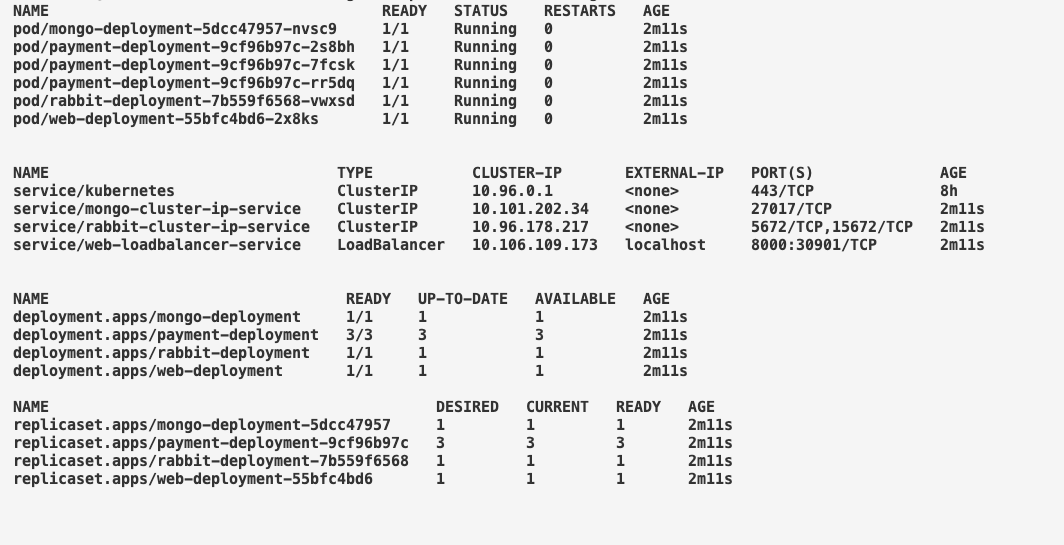 NAME READY STATUS RESTARTS AGE
pod/mongo-deployment-5dcc47957-nvsc9 1/1 Running 0 2m11s
pod/payment-deployment-9cf96b97c-2s8bh 1/1 Running 0 2m11s
pod/payment-deployment-9cf96b97c-7fcsk 1/1 Running 0 2m11s
pod/payment-deployment-9cf96b97c-rr5dq 1/1 Running 0 2m11s
pod/rabbit-deployment-7b559f6568-vwxsd 1/1 Running 0 2m11s
pod/web-deployment-55bfc4bd6-2x8ks 1/1 Running 0 2m11s
NAME TYPE CLUSTER-IP EXTERNAL-IP PORT(S) AGE
service/kubernetes ClusterIP 10.96.0.1 <none> 443/TCP 8h
service/mongo-cluster-ip-service ClusterIP 10.101.202.34 <none> 27017/TCP 2m11s
service/rabbit-cluster-ip-service ClusterIP 10.96.178.217 <none> 5672/TCP,15672/TCP 2m11s
service/web-loadbalancer-service LoadBalancer 10.106.109.173 localhost 8000:30901/TCP 2m11s
NAME READY UP-TO-DATE AVAILABLE AGE
deployment.apps/mongo-deployment 1/1 1 1 2m11s
deployment.apps/payment-deployment 3/3 3 3 2m11s
deployment.apps/rabbit-deployment 1/1 1 1 2m11s
deployment.apps/web-deployment 1/1 1 1 2m11s
NAME DESIRED CURRENT READY AGE
replicaset.apps/mongo-deployment-5dcc47957 1 1 1 2m11s
replicaset.apps/payment-deployment-9cf96b97c 3 3 3 2m11s
replicaset.apps/rabbit-deployment-7b559f6568 1 1 1 2m11s
replicaset.apps/web-deployment-55bfc4bd6 1 1 1 2m11s